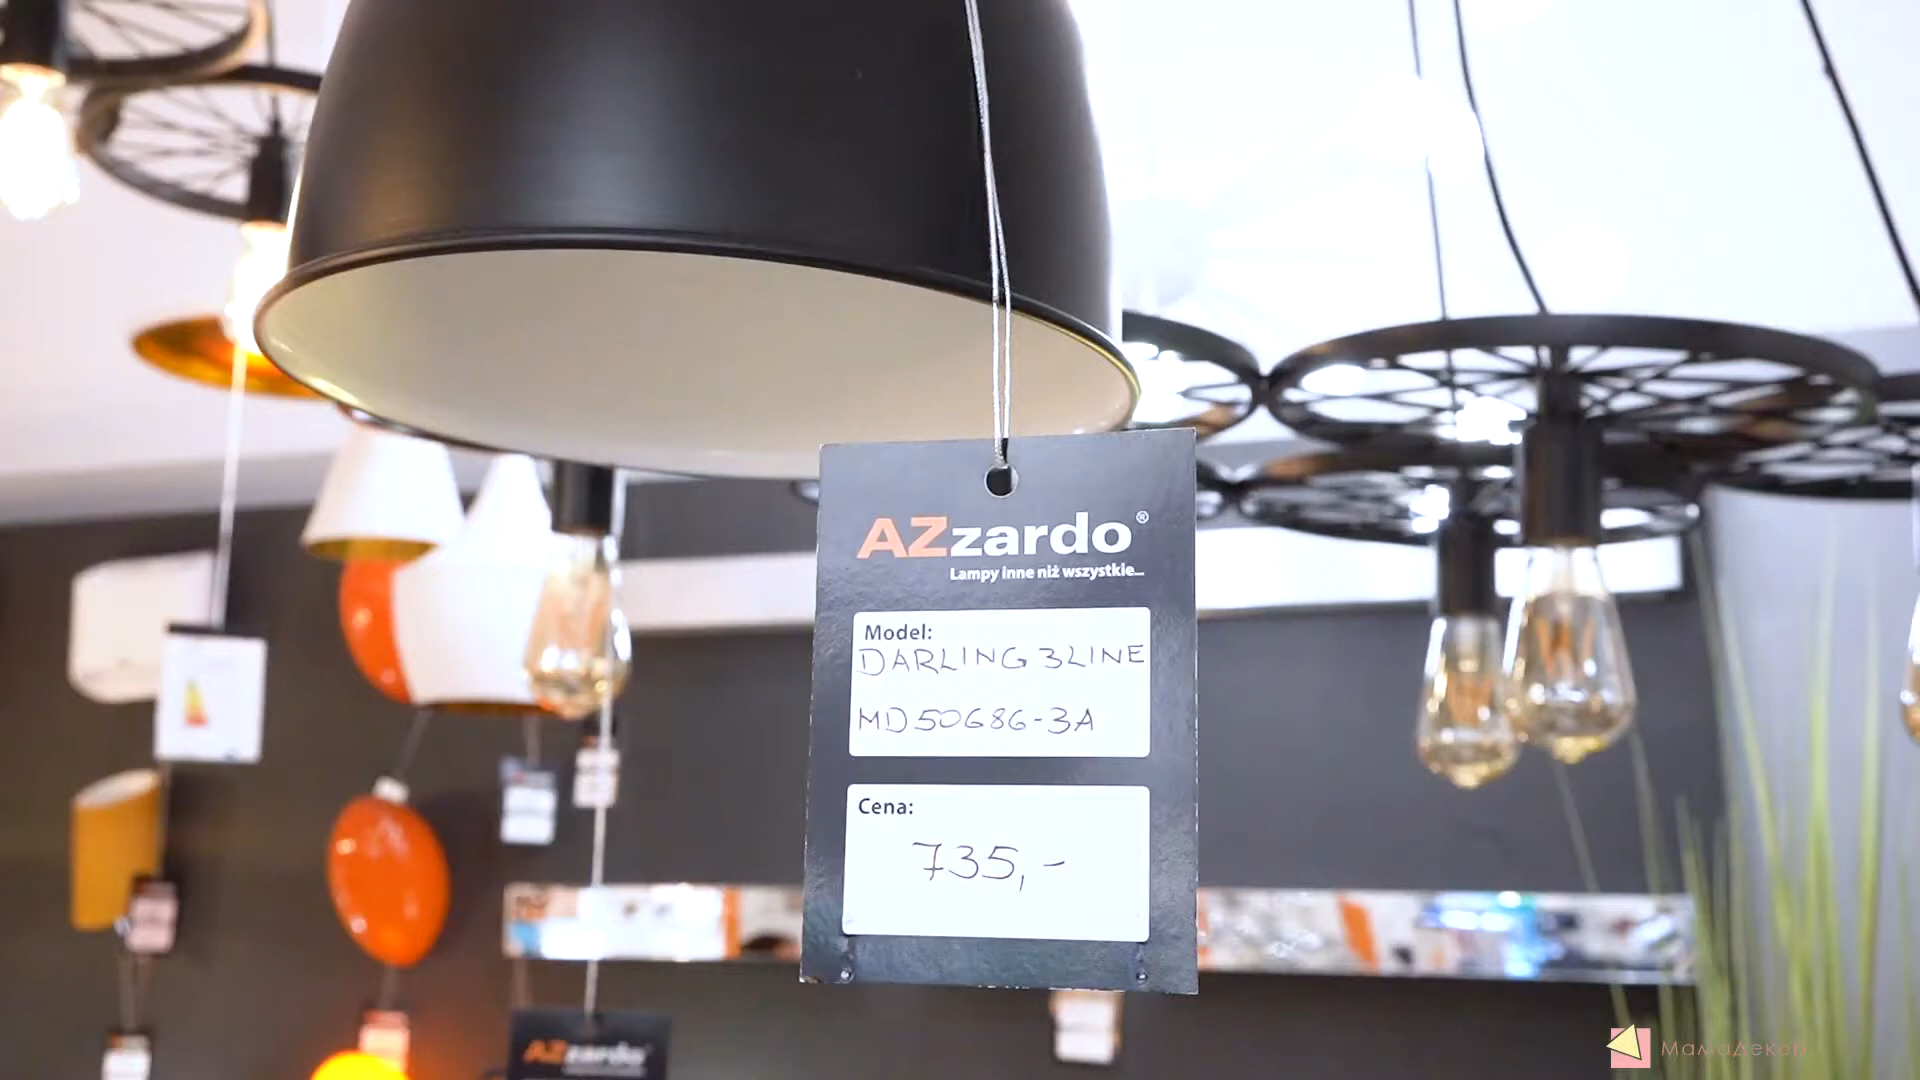 AZzardo®
Lampy inne niż wszystkie...
Model:
DARLING 3LINE
MD50686-3A
Cena:
735,-
AZzardo
МамаДекор